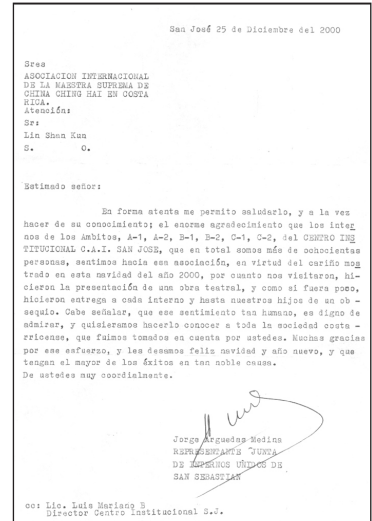 San José 25 de Diciembre del 2000
Sres
ASOCIACION INTERNACIONAL
DE LA MAESTRA SUPREMA DE
CHINA CHING HAI EN COSTA
RICA.
Atención:
Sr:
Lin Shan Kun
S. O.
Estimado señor:
En forma atenta me permito saludarlo, y a la vez
hacer de su conocimiento; el enorme agradecimiento que los inter
nos de los Ambitos, A-1, A-2, B-1, B-2, C-1, C-2, del CENTRO INS
TITUCIONAL C.A.I. SAN JOSE, que en total somos más de ochocientas
personas, sentimos hacia esa asociación, en virtud del cariño mos
trado en esta navidad del año 2000, por cuanto nos visitaron, hi-
cieron la presentación de una obra teatral, y como si fuera poco,
hicieron entrega a cada interno y hasta nuestros hijos de un ob -
sequio. Cabe señalar, que ese sentimiento tan humano, es digno de
admirar, y quisieramos hacerlo conocer a toda la sociedad costa -
rricense, que fuimos tomados en cuenta por ustedes. Muchas gracias
por ese esfuerzo, y les desamos feliz navidad y año nuevo, y que
tengan el mayor de los éxitos en tan noble causa.
De ustedes muy coordialmente.
Jorge Arguedas Medina
REPRESENTANTE JUNTA
DE INTERNOS UNIDOS DE
SAN SEBASTIAN
cc: Lic. Luis Mariano B
Director Centro Institucional S.J.